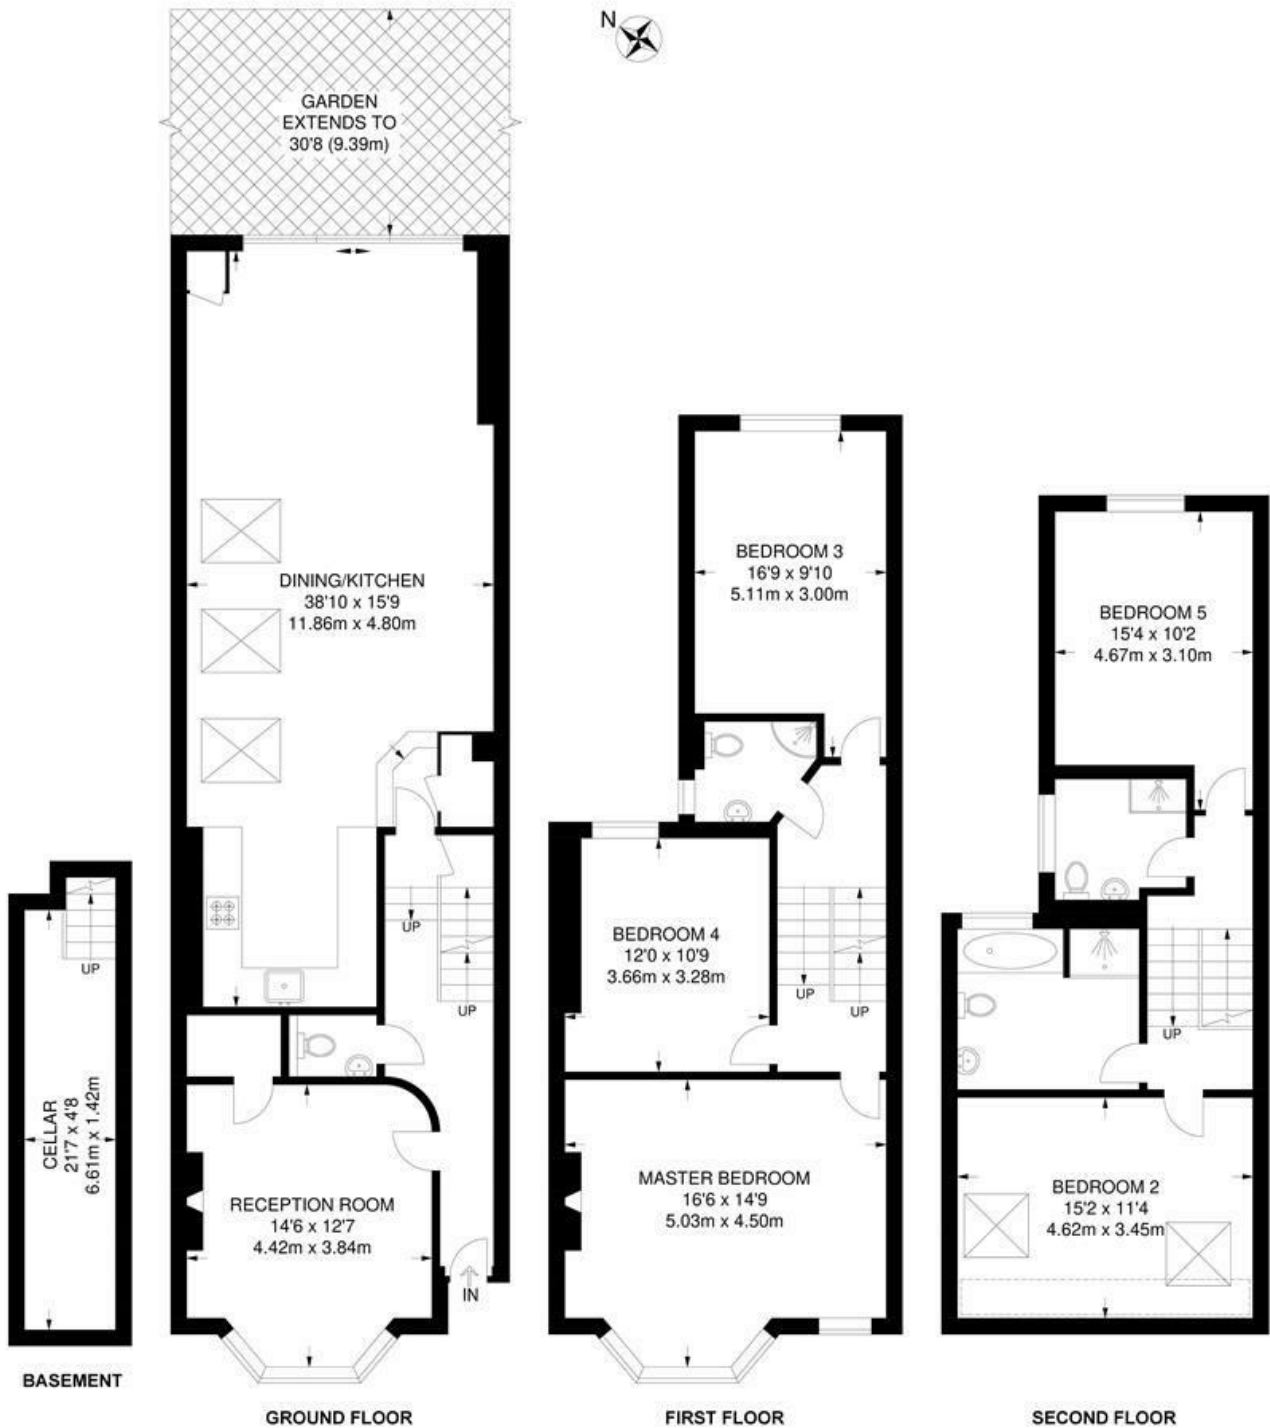 N
GARDEN
EXTENDS TO
30'8 (9.39m)
DINING/KITCHEN
38'10 x 15'9
11.86m x 4.80m
UP
UP
RECEPTION ROOM
14'6 x 12'7
4.42m x 3.84m
IN
CELLAR
21'7 x 4'8
6.61m x 1.42m
UP
BASEMENT
GROUND FLOOR
BEDROOM 3
16'9 x 9'10
5.11m x 3.00m
BEDROOM 4
12'0 x 10'9
3.66m x 3.28m
UP
UP
MASTER BEDROOM
16'6 x 14'9
5.03m x 4.50m
FIRST FLOOR
BEDROOM 5
15'4 x 10'2
4.67m x 3.10m
UP
BEDROOM 2
15'2 x 11'4
4.62m x 3.45m
SECOND FLOOR